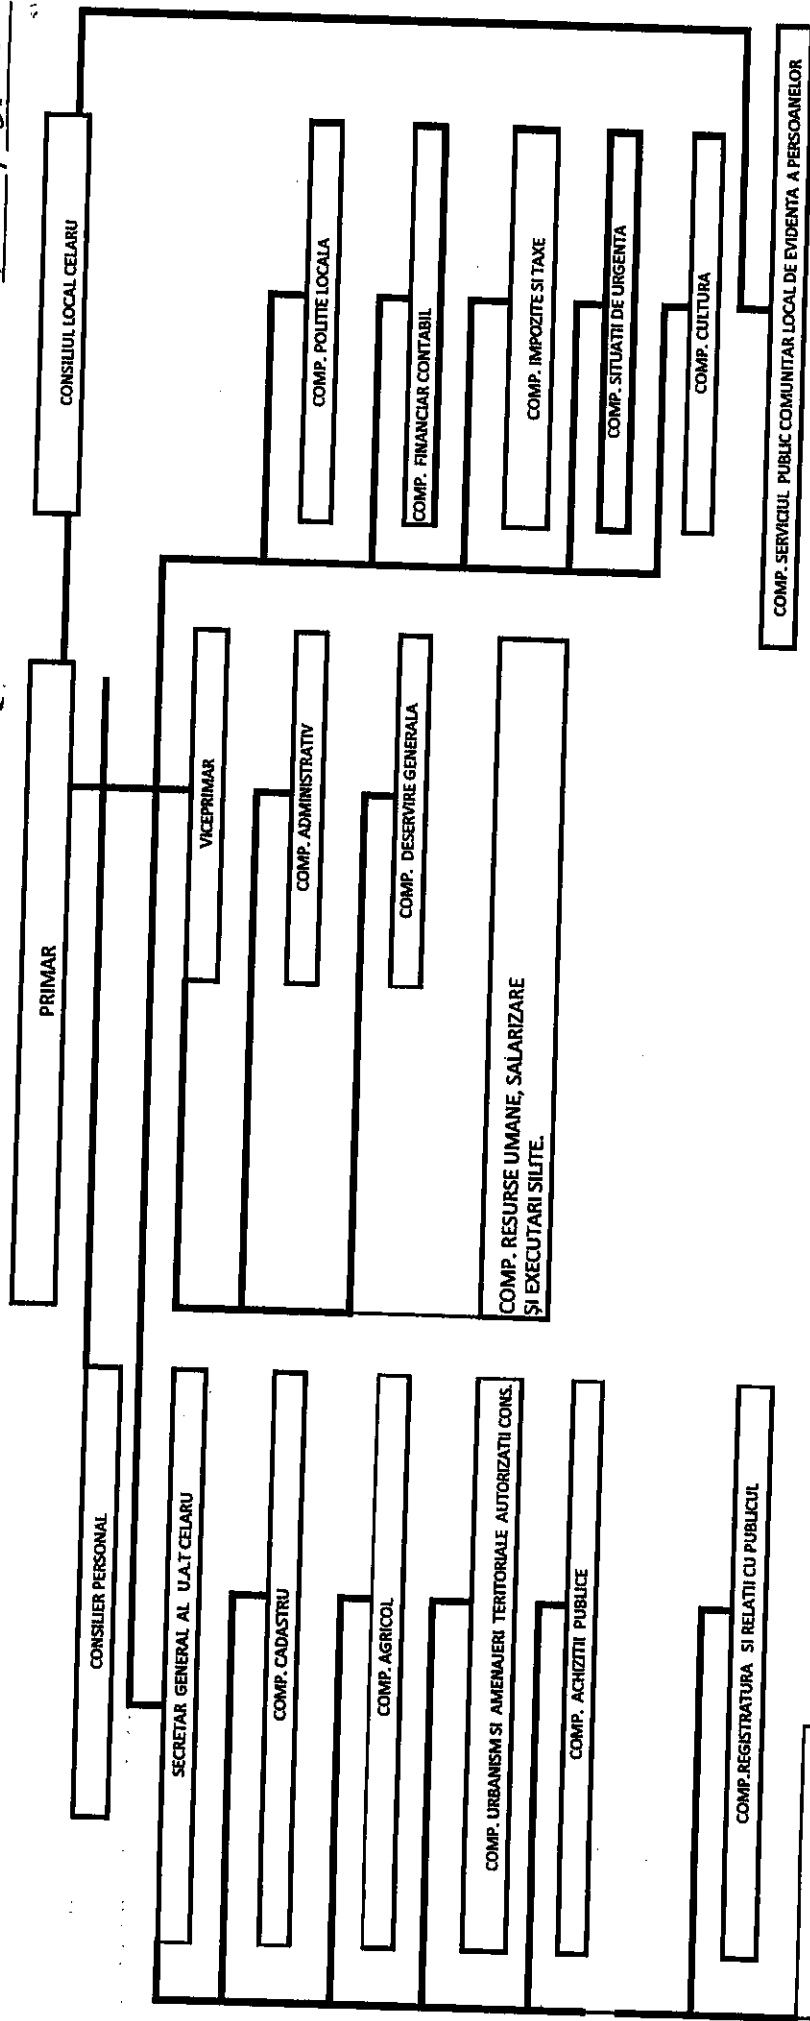 PRIMAR
CONSILIUL LOCAL CELARU
CONSILIER PERSONAL
SECRETAR GENERAL AL U.A.T CELARU
COMP. CADASTRU
COMP. AGRICOL
COMP. URBANISM SI AMENAJERI TERITORIALE AUTORIZATII CONS.
COMP. ACHIZITII PUBLICE
COMP.REGISTRATURA SI RELATII CU PUBLICUL
VICEPRIMAR
COMP. ADMINISTRATIV
COMP. DESERVIRE GENERALA
COMP. RESURSE UMANE, SALARIZARE
ȘI EXECUTARI SILITE.
COMP. POLITIE LOCALA
COMP. FINANCIAR CONTABIL
COMP. IMPOZITE SI TAXE
COMP. SITUATII DE URGENTA
COMP. CULTURA
COMP. SERVICIUL PUBLIC COMUNITAR LOCAL DE EVIDENTA A PERSOANELOR